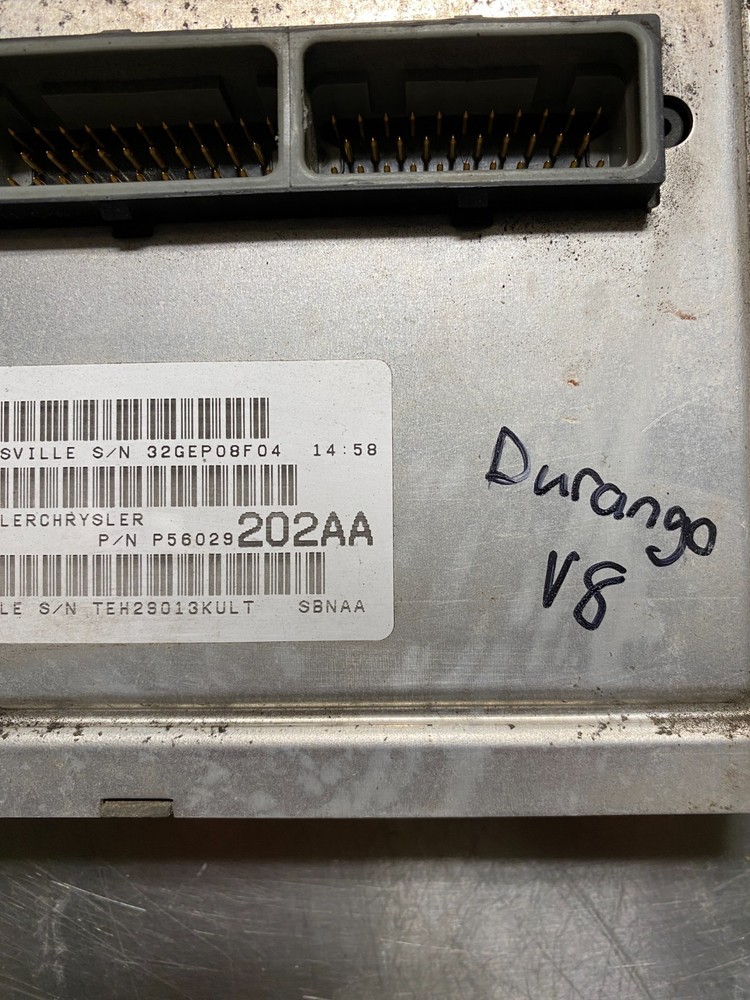 SVILLE S/N 32GEP08F04 14:58
LERCHRYSLER
P/N P56029202AA
LE S/N TEH29013KULT SBNAA
Durango
V8